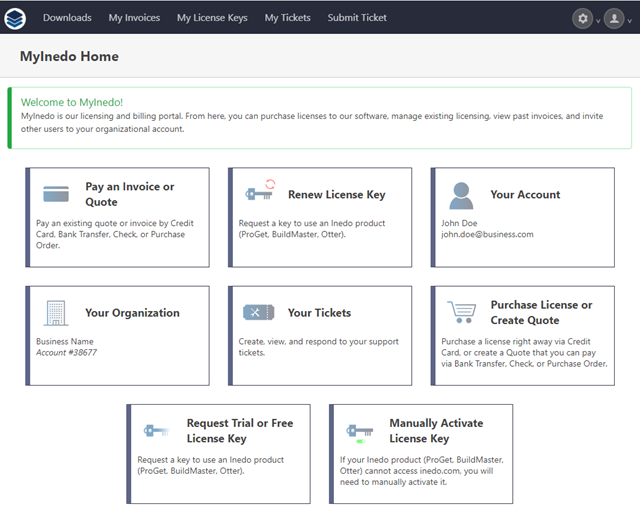 Downloads My Invoices My License Keys My Tickets Submit Ticket
MyInedo Home
Welcome to MyInedo!
MyInedo is our licensing and billing portal. From here, you can purchase licenses to our software, manage existing licensing, view past invoices, and invite
other users to your organizational account.
Pay an Invoice or
Quote
Pay an existing quote or invoice by Credit
Card, Bank Transfer, Check, or Purchase
Order.
Renew License Key
Request a key to use an Inedo product
(ProGet, BuildMaster, Otter).
Your Account
John Doe
john.doe@business.com
Your Organization
Business Name
Account #38677
Your Tickets
Create, view, and respond to your support
tickets.
Purchase License or
Create Quote
Purchase a license right away via Credit
Card, or create a Quote that you can pay
via Bank Transfer, Check, or Purchase Order.
Request Trial or Free
License Key
Request a key to use an Inedo product
(ProGet, BuildMaster, Otter).
Manually Activate
License Key
If your Inedo product (ProGet, BuildMaster,
Otter) cannot access inedo.com, you will
need to manually activate it.